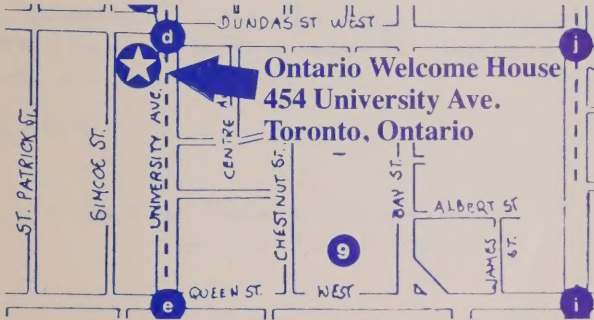 DUNDAS ST WEST
d
j
Ontario Welcome House
454 University Ave.
Toronto, Ontario
ST. PATRICK ST.
SIMCOE ST.
UNIVERSITY AVE.
CENTRE
CHESTNUT ST.
BAY ST.
ALBERT ST
JAMES ST.
9
e
QUEEN ST. WEST
i